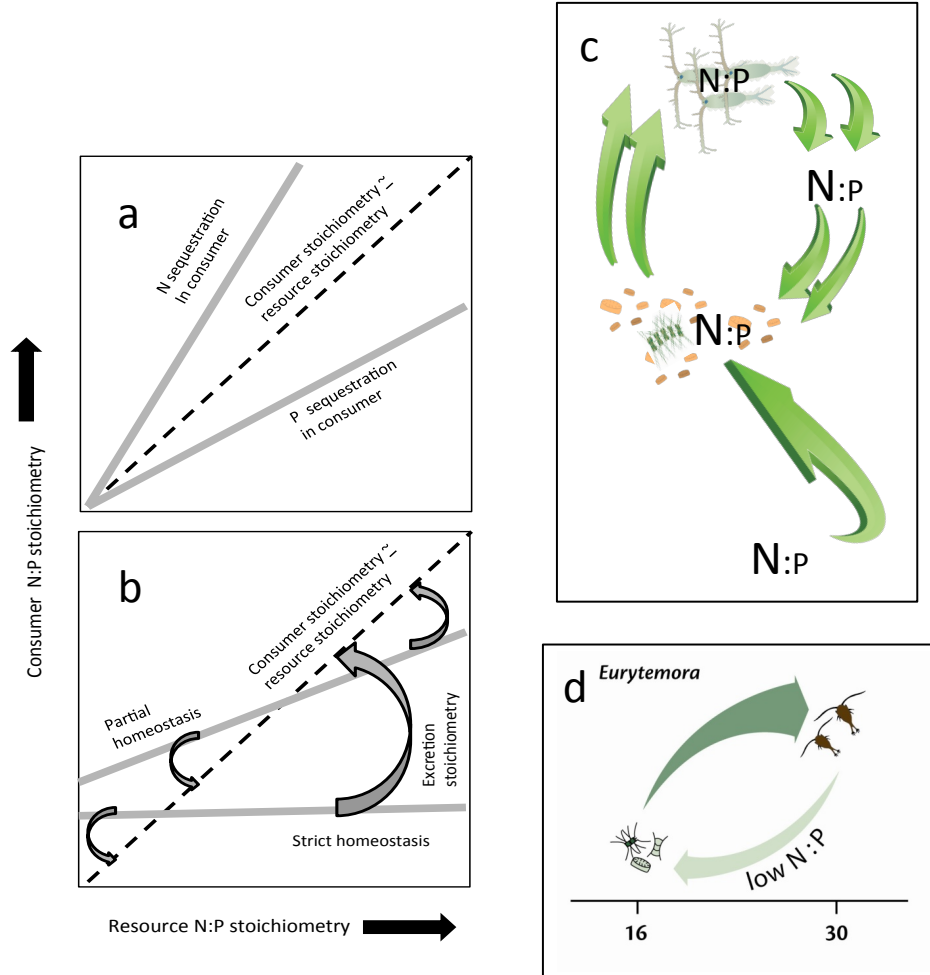 a
N sequestration
In consumer
Consumer stoichiometry ~
resource stoichiometry
P sequestration
in consumer
Consumer N:P stoichiometry
b
Consumer stoichiometry ~
resource stoichiometry
Partial
homeostasis
Excretion
stoichiometry
Strict homeostasis
Resource N:P stoichiometry
c
N:P
N:P
N:P
N:P
d
Eurytemora
low N:P
16
30